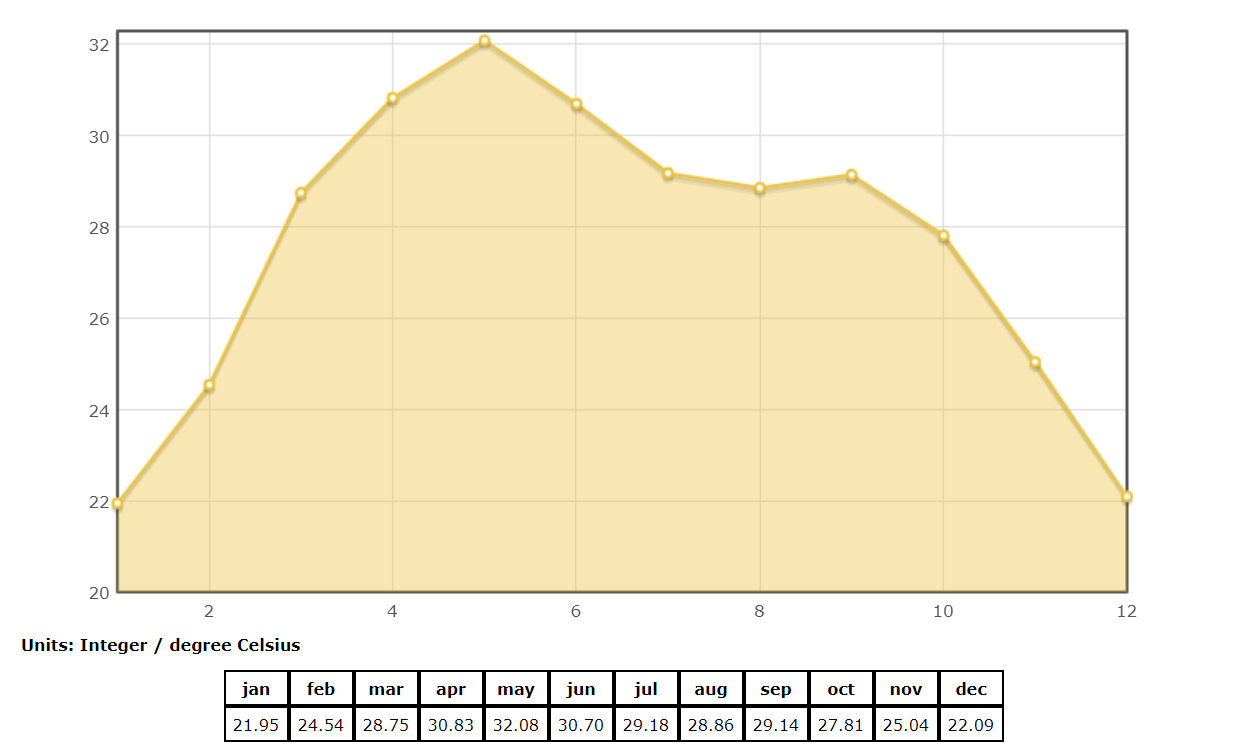 32
30
28
26
24
22
20
2 4 6 8 10 12
Units: Integer / degree Celsius
jan feb mar apr may jun jul aug sep oct nov dec
21.95 24.54 28.75 30.83 32.08 30.70 29.18 28.86 29.14 27.81 25.04 22.09